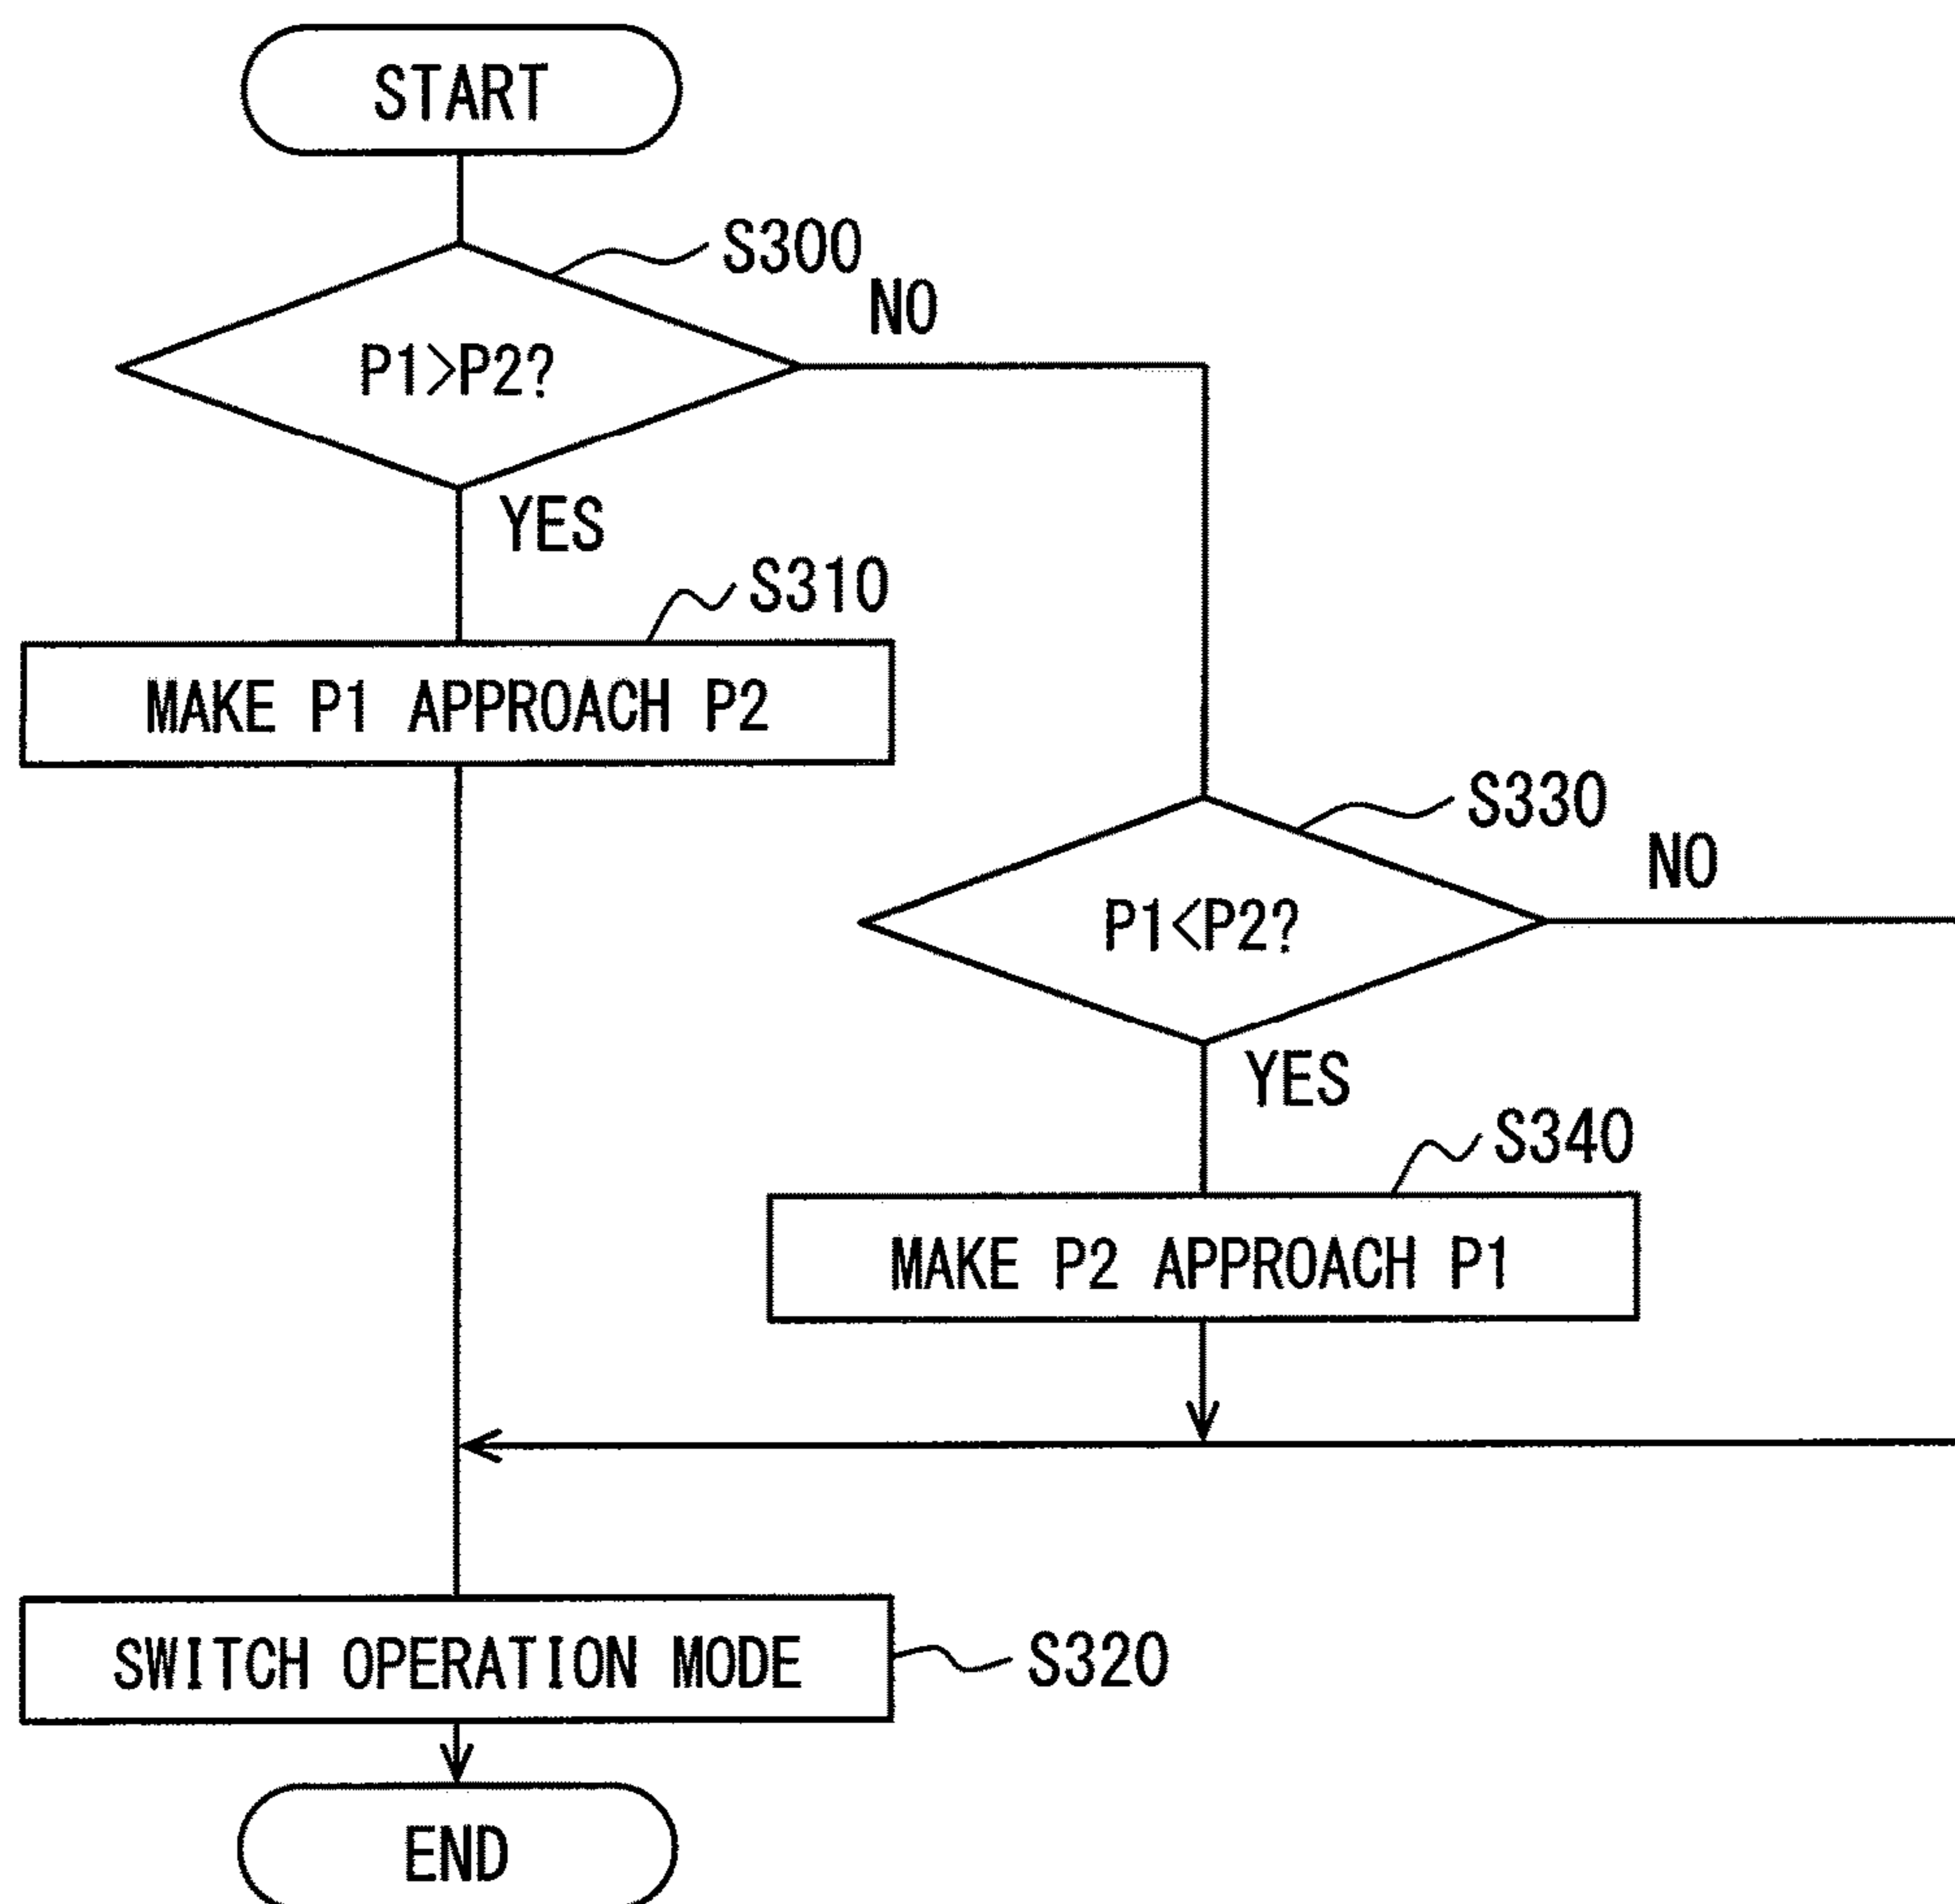 START
S300
NO
P1>P2?
YES
S310
MAKE P1 APPROACH P2
S330
NO
P1<P2?
YES
S340
MAKE P2 APPROACH P1
SWITCH OPERATION MODE
S320
END